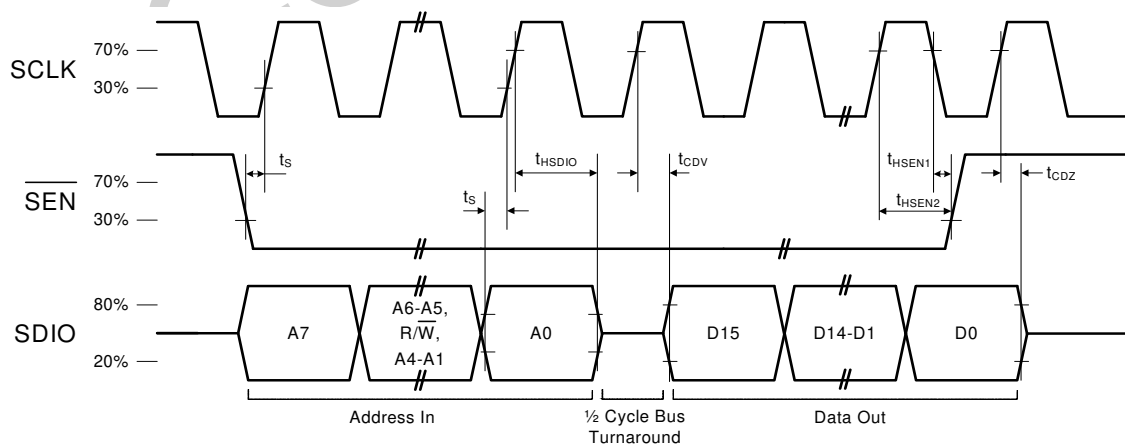 SCLK
70%
30%
SEN
70%
30%
tS
tHSDIO
tCDV
tHSEN1
tCDZ
tS
tHSEN2
SDIO
80%
20%
A7
A6-A5,
R/W,
A4-A1
A0
D15
D14-D1
D0
Address In
½ Cycle Bus
Turnaround
Data Out